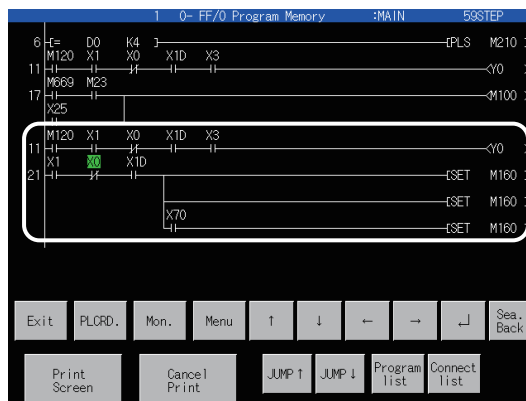 1 0- FF/0 Program Memory :MAIN 59STEP
6 [= D0 K4 ] [PLS M210 ]
M120 X1 X0 X1D X3
11 <Y0
M669 M23
17 <M100
X25
M120 X1 X0 X1D X3
11 <Y0
X1 X0 X1D
21 [SET M160 ]
[SET M160 ]
X70
[SET M160 ]
Exit PLCRD. Mon. Menu ↑ ↓ ← → ↵ Sea. Back
Print Screen Cancel Print JUMP↑ JUMP↓ Program list Connect list